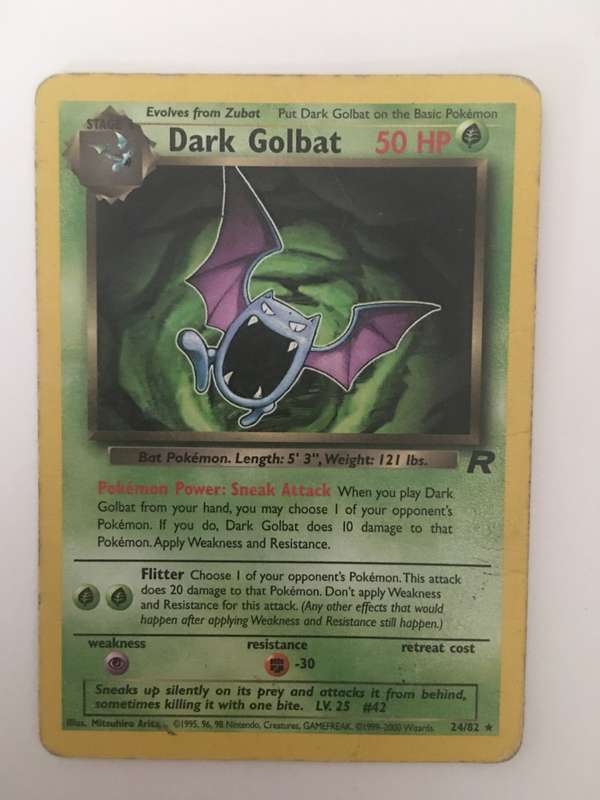 Evolves from Zubat Put Dark Golbat on the Basic Pokémon
STAGE
Dark Golbat 50 HP
Bat Pokémon. Length: 5' 3", Weight: 121 lbs.
R
Pokémon Power: Sneak Attack When you play Dark
Golbat from your hand, you may choose 1 of your opponent's
Pokémon. If you do, Dark Golbat does 10 damage to that
Pokémon. Apply Weakness and Resistance.
Flitter Choose 1 of your opponent's Pokémon. This attack
does 20 damage to that Pokémon. Don't apply Weakness
and Resistance for this attack. (Any other effects that would
happen after applying Weakness and Resistance still happen.)
weakness resistance retreat cost
-30
Sneaks up silently on its prey and attacks it from behind,
sometimes killing it with one bite. LV. 25 #42
Illus. Mitsuhiro Arita ©1995, 96, 98 Nintendo, Creatures, GAMEFREAK. ©1999-2000 Wizards. 24/82 ★